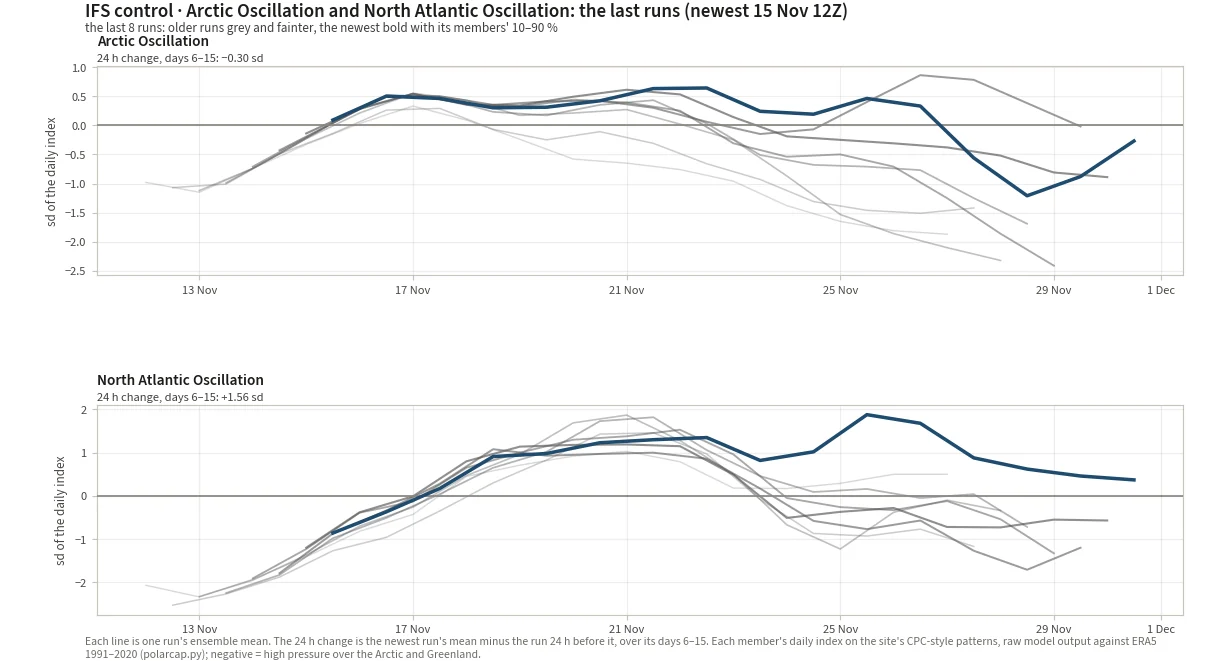 IFS control · Arctic Oscillation and North Atlantic Oscillation: the last runs (newest 15 Nov 12Z)
the last 8 runs: older runs grey and fainter, the newest bold with its members' 10–90 %
Arctic Oscillation
24 h change, days 6–15: −0.30 sd
sd of the daily index
1.0
0.5
0.0
−0.5
−1.0
−1.5
−2.0
−2.5
13 Nov
17 Nov
21 Nov
25 Nov
29 Nov
1 Dec
North Atlantic Oscillation
24 h change, days 6–15: +1.56 sd
sd of the daily index
2
1
0
−1
−2
13 Nov
17 Nov
21 Nov
25 Nov
29 Nov
1 Dec
Each line is one run's ensemble mean. The 24 h change is the newest run's mean minus the run 24 h before it, over its days 6–15. Each member's daily index on the site's CPC-style patterns, raw model output against ERA5
1991–2020 (polarcap.py); negative = high pressure over the Arctic and Greenland.